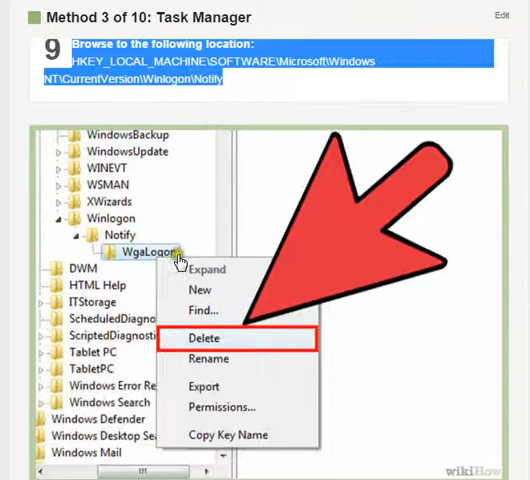 Method 3 of 10: Task Manager
Edit
9
Browse to the following location:
HKEY_LOCAL_MACHINE\SOFTWARE\Microsoft\Windows
NT\CurrentVersion\Winlogon\Notify
WindowsBackup
WindowsUpdate
WINEVT
WSMAN
XWizards
Winlogon
Notify
WgaLogon
DWM
HTML Help
ITStorage
ScheduledDiagno
ScriptedDiagnosti
Tablet PC
TabletPC
Windows Error Re
Windows Search
Windows Defender
Windows Desktop Sea
Windows Mail
Expand
New
Find...
Delete
Rename
Export
Permissions...
Copy Key Name
wikiHow